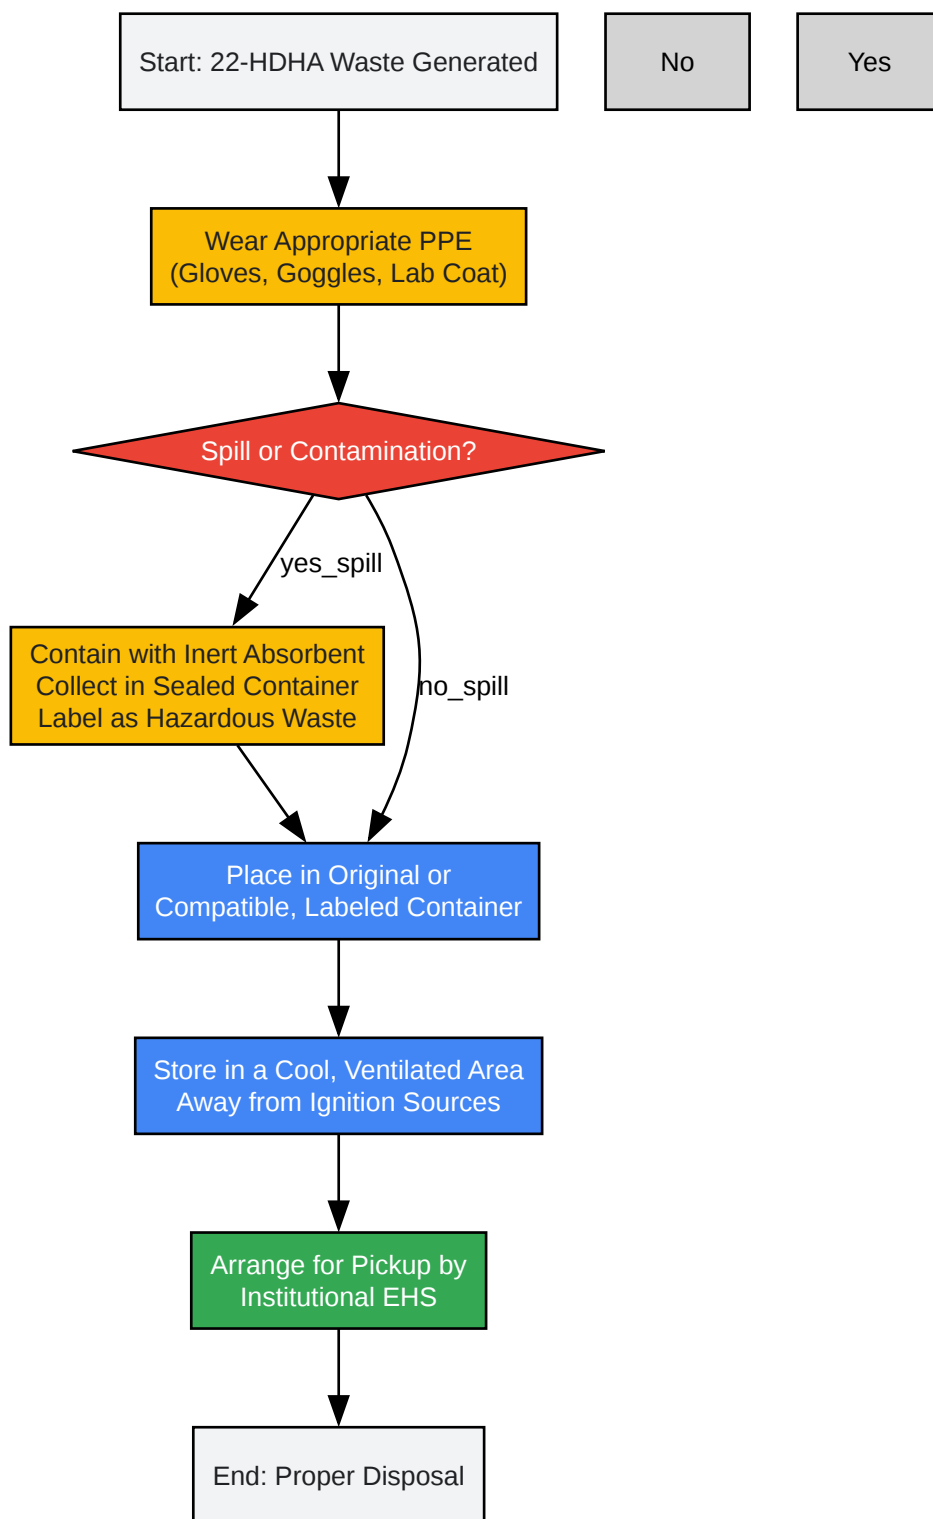 Start: 22-HDHA Waste Generated
No
Yes
Wear Appropriate PPE
(Gloves, Goggles, Lab Coat)
Spill or Contamination?
yes_spill
Contain with Inert Absorbent
Collect in Sealed Container
Label as Hazardous Waste
no_spill
Place in Original or
Compatible, Labeled Container
Store in a Cool, Ventilated Area
Away from Ignition Sources
Arrange for Pickup by
Institutional EHS
End: Proper Disposal